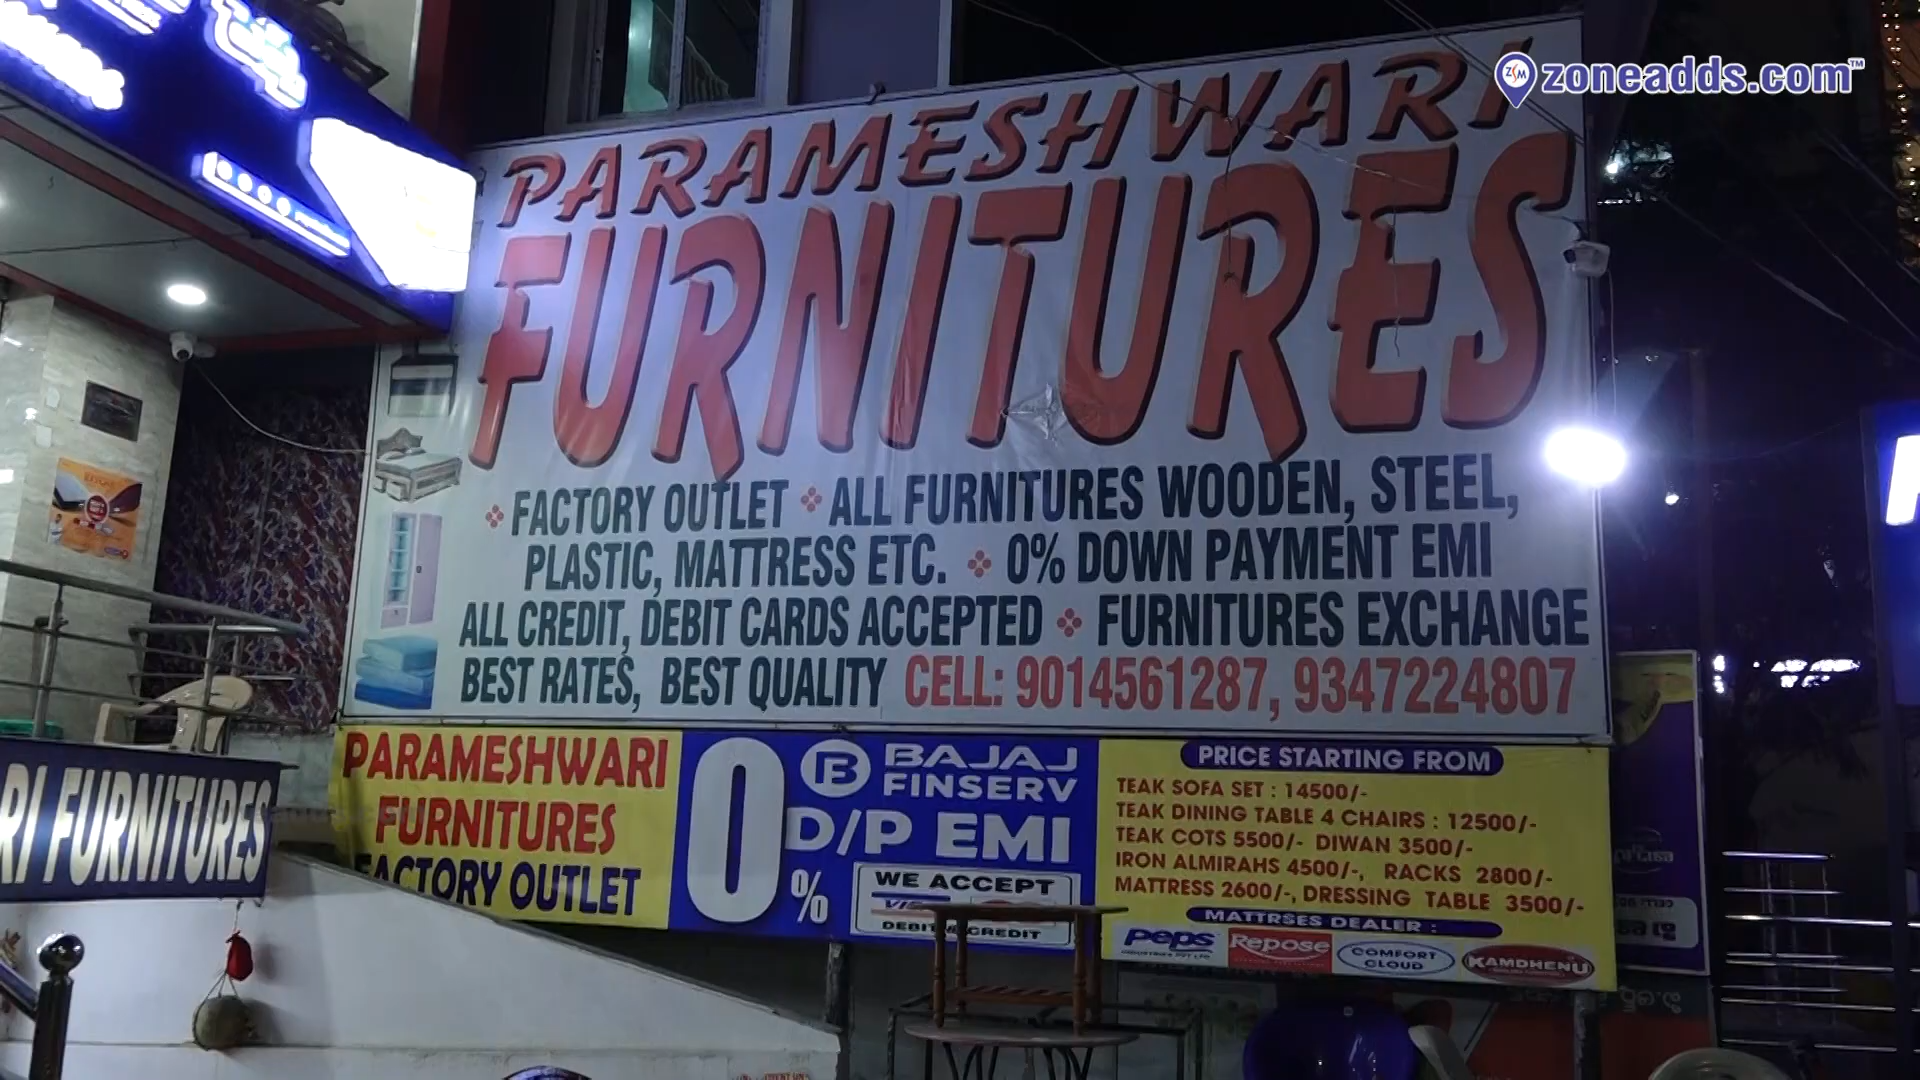 zoneadds.com™
PARAMESHWARI
FURNITURES
FACTORY OUTLET ALL FURNITURES WOODEN, STEEL,
PLASTIC, MATTRESS ETC. 0% DOWN PAYMENT EMI
ALL CREDIT, DEBIT CARDS ACCEPTED FURNITURES EXCHANGE
BEST RATES, BEST QUALITY CELL: 9014561287, 9347224807
PARAMESHWARI
FURNITURES
FACTORY OUTLET
0%
BAJAJ
FINSERV
D/P EMI
WE ACCEPT
DEBIT & CREDIT
PRICE STARTING FROM
TEAK SOFA SET : 14500/-
TEAK DINING TABLE 4 CHAIRS : 12500/-
TEAK COTS 5500/- DIWAN 3500/-
IRON ALMIRAHS 4500/-, RACKS 2800/-
MATTRESS 2600/-, DRESSING TABLE 3500/-
MATTRSES DEALER :
Peps
Repose
COMFORT
CLOUD
KAMDHENU
RI FURNITURES